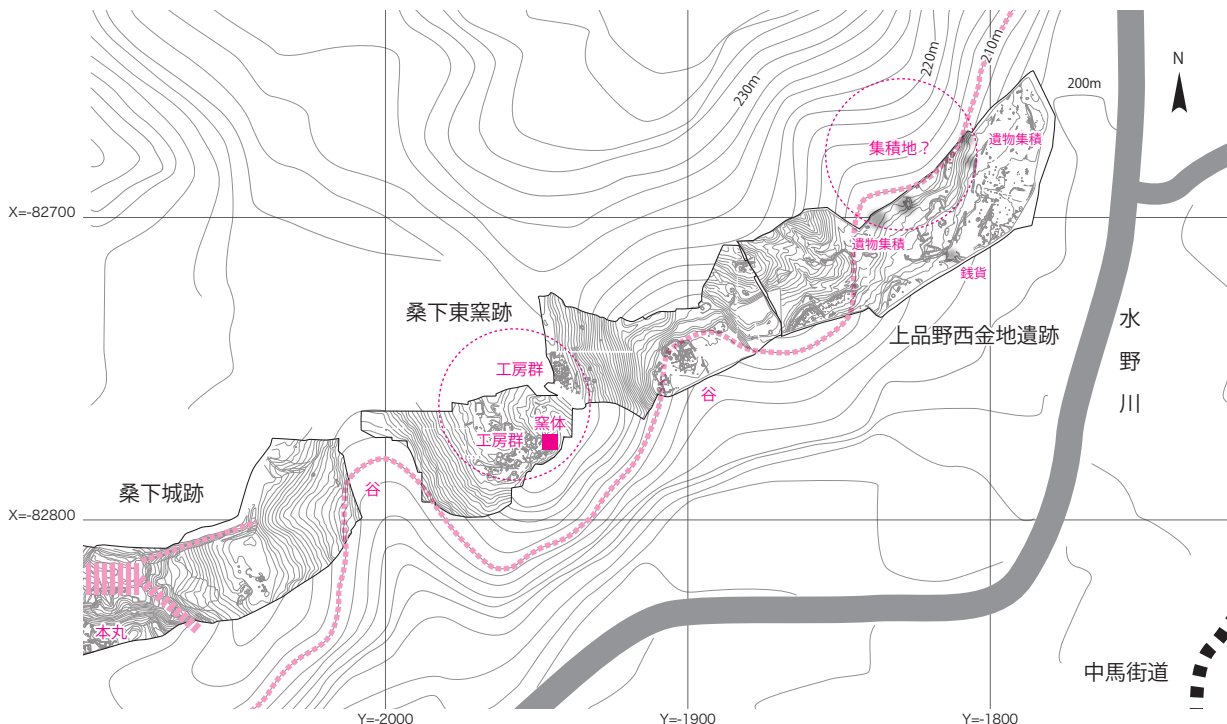 N
210m
220m
230m
200m
集積地？
遺物集積
X=-82700
遺物集積
銭貨
桑下東窯跡
上品野西金地遺跡
水野川
工房群
谷
窯体
工房群
桑下城跡
谷
X=-82800
本丸
中馬街道
Y=-2000
Y=-1900
Y=-1800